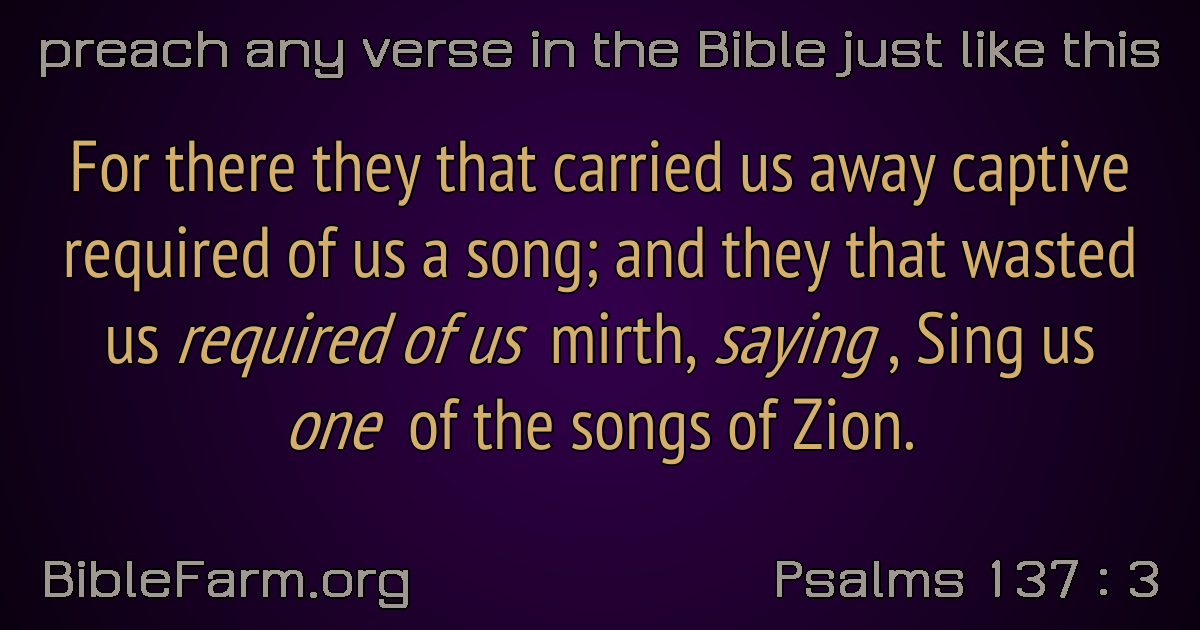 preach any verse in the Bible just like this
For there they that carried us away captive
required of us a song; and they that wasted
us required of us mirth, saying , Sing us
one of the songs of Zion.
BibleFarm.org
Psalms 137 : 3